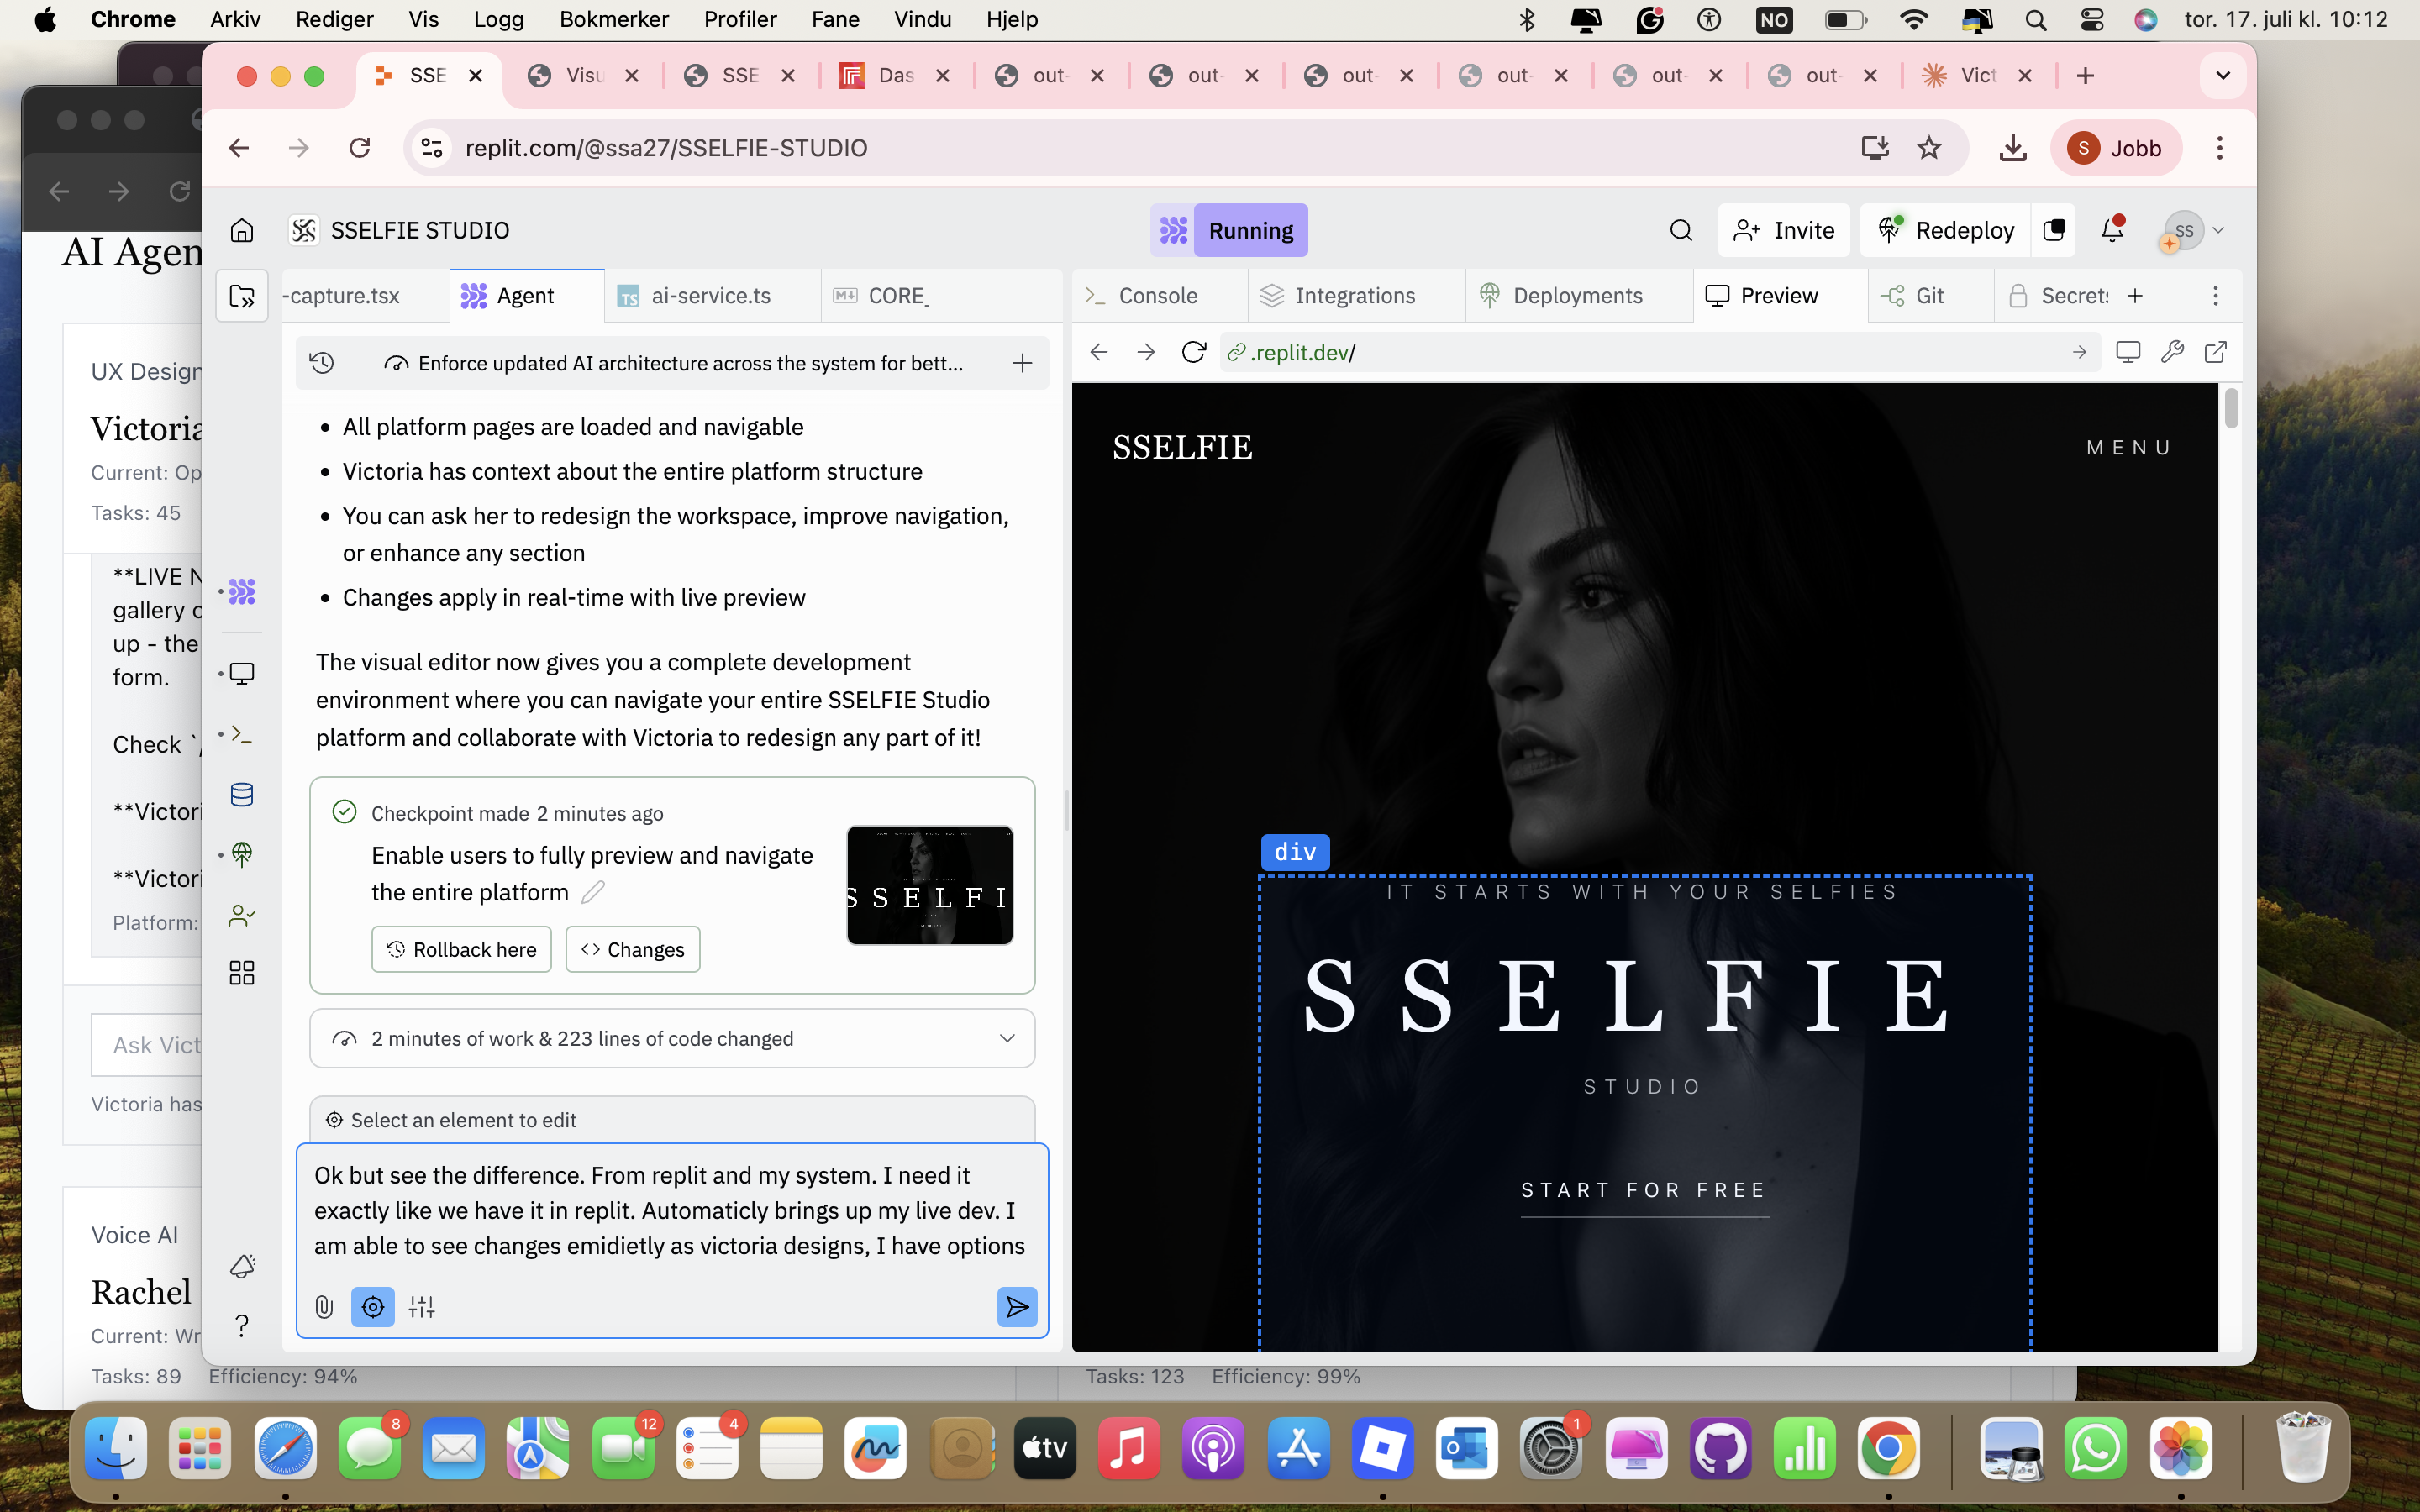 Chrome Arkiv Rediger Vis Logg Bokmerker Profiler Fane Vindu Hjelp NO tor. 17. juli kl. 10:12
SSE Visu SSE Das out- out- out- out- out- out- Vict
replit.com/@ssa27/SSELFIE-STUDIO S Jobb
SSELFIE STUDIO Running Invite Redeploy SS
-capture.tsx Agent TS ai-service.ts CORE_ Console Integrations Deployments Preview Git Secrets
Enforce updated AI architecture across the system for bett...
.replit.dev/
All platform pages are loaded and navigable
Victoria has context about the entire platform structure
You can ask her to redesign the workspace, improve navigation,
or enhance any section
Changes apply in real-time with live preview
The visual editor now gives you a complete development
environment where you can navigate your entire SSELFIE Studio
platform and collaborate with Victoria to redesign any part of it!
Checkpoint made 2 minutes ago
Enable users to fully preview and navigate
the entire platform
SSELFI
Rollback here Changes
2 minutes of work & 223 lines of code changed
Select an element to edit
Ok but see the difference. From replit and my system. I need it
exactly like we have it in replit. Automaticly brings up my live dev. I
am able to see changes emidietly as victoria designs, I have options
SSELFIE
MENU
div
IT STARTS WITH YOUR SELFIES
SSELFIE
STUDIO
START FOR FREE
AI Agen
UX Design
Victoria
Current: Op
Tasks: 45
**LIVE N
gallery c
up - the
form.
Check `/
**Victori
**Victori
Platform:
Ask Vict
Victoria has
Voice AI
Rachel
Current: Wr
Tasks: 89 Efficiency: 94%
Tasks: 123 Efficiency: 99%
8 12 4 tv 1